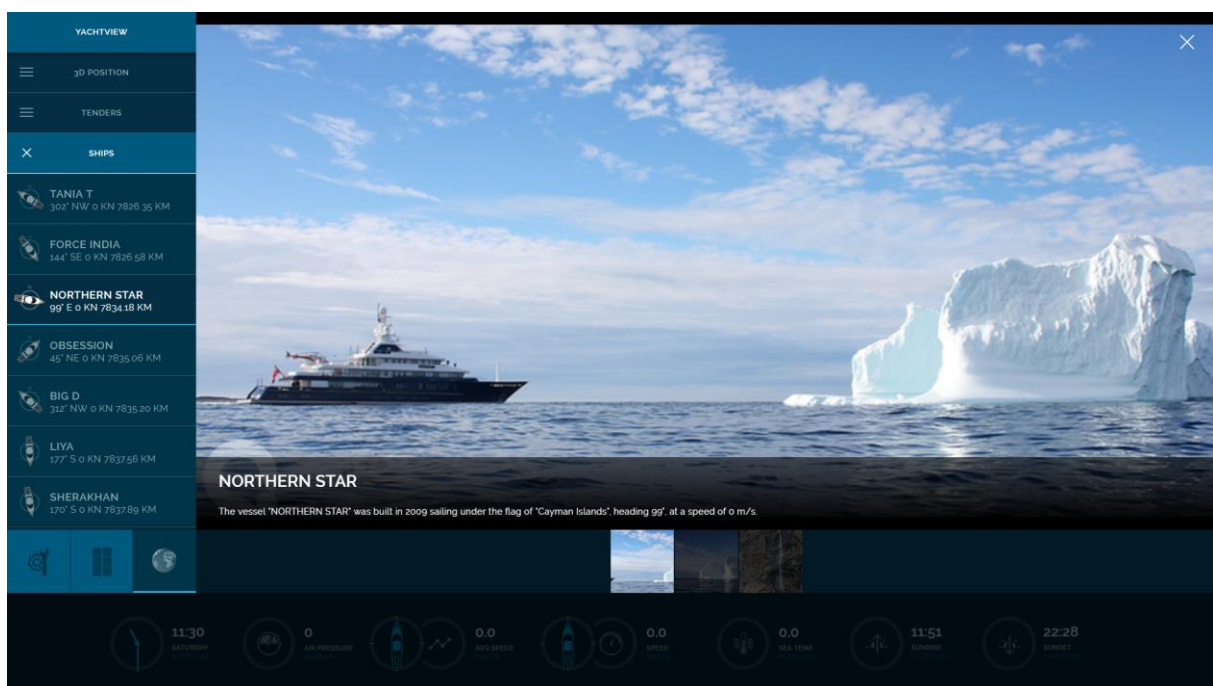 YACHTVIEW
3D POSITION
TENDERS
SHIPS
TANIA T
302° NW 0 KN 7826.35 KM
FORCE INDIA
144° SE 0 KN 7826.58 KM
NORTHERN STAR
99° E 0 KN 7834.18 KM
OBSESSION
45° NE 0 KN 7835.06 KM
BIG D
312° NW 0 KN 7835.20 KM
LIYA
177° S 0 KN 7837.56 KM
SHERAKHAN
170° S 0 KN 7837.89 KM
NORTHERN STAR
The vessel "NORTHERN STAR" was built in 2009 sailing under the flag of "Cayman Islands", heading 99°, at a speed of 0 m/s.
11:30
SATURDAY
0
AIR PRESSURE
0.0
AVG SPEED
0.0
SPEED
0.0
SEA TEMP
11:51
SUNRISE
22:28
SUNSET